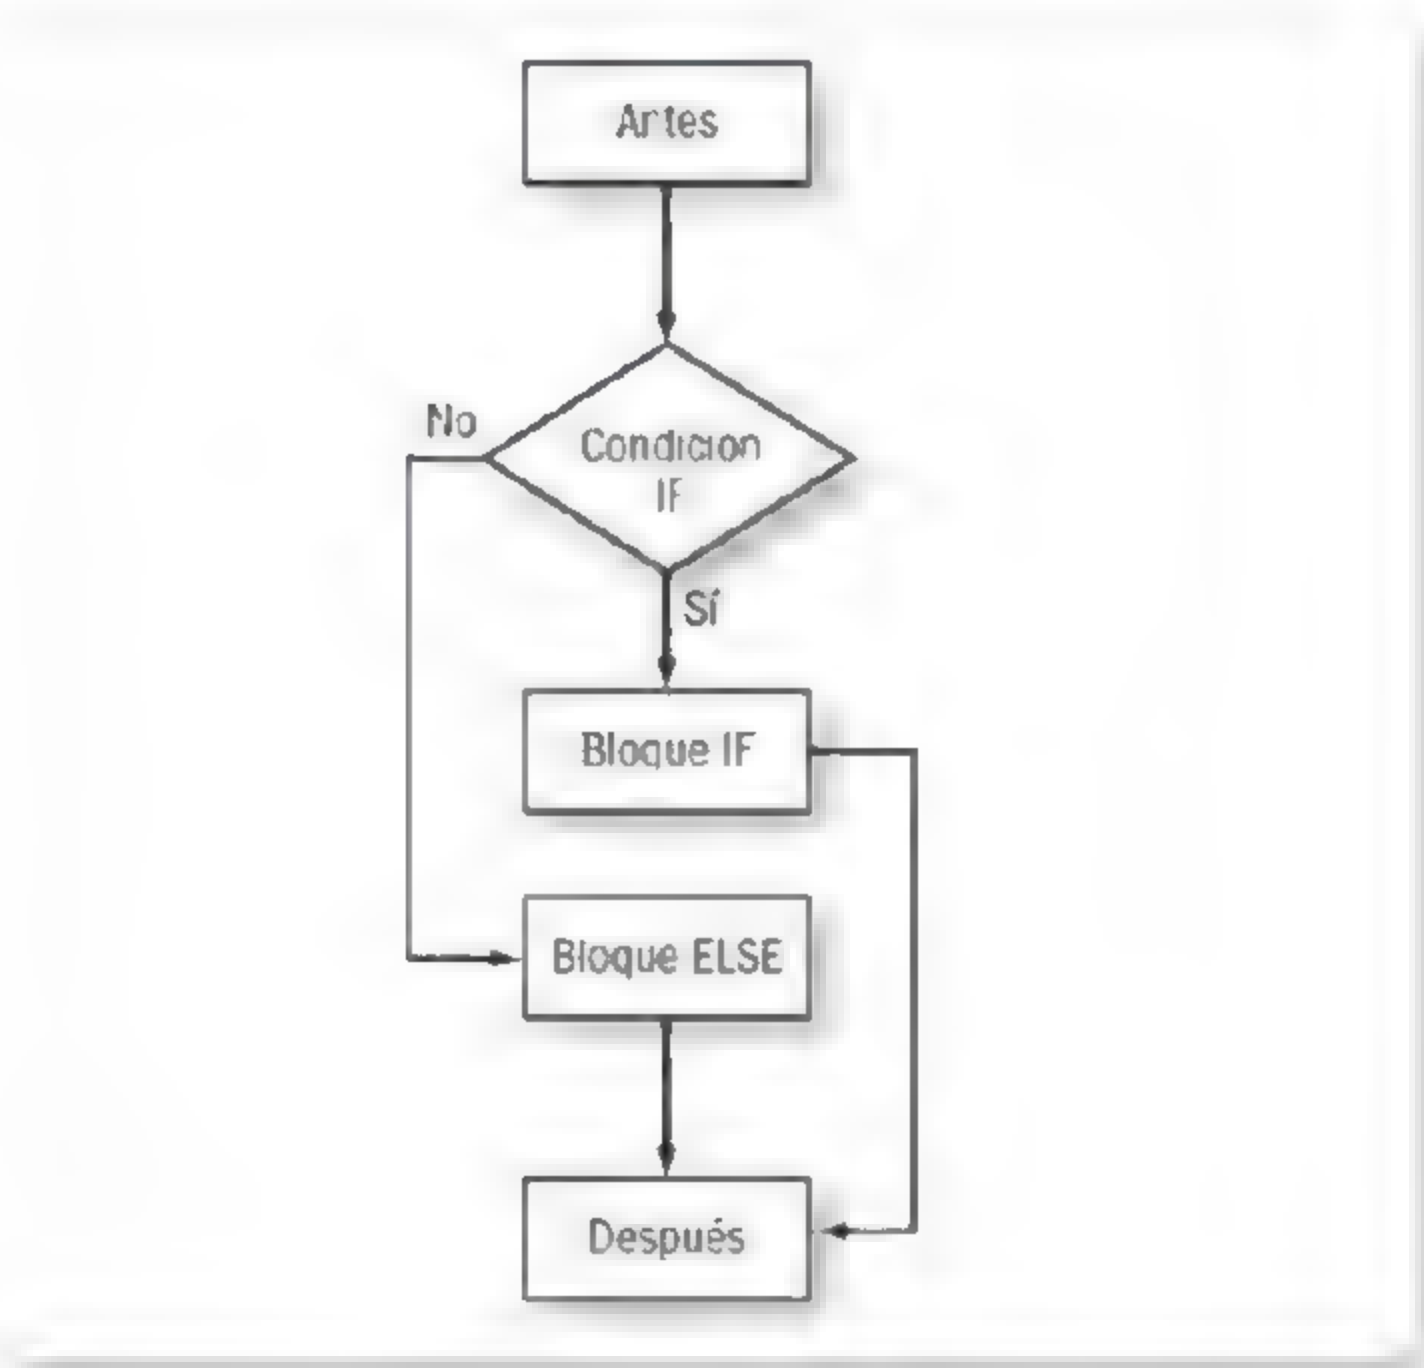 Antes
No
Condicion
IF
Sí
Bloque IF
Bloque ELSE
Después